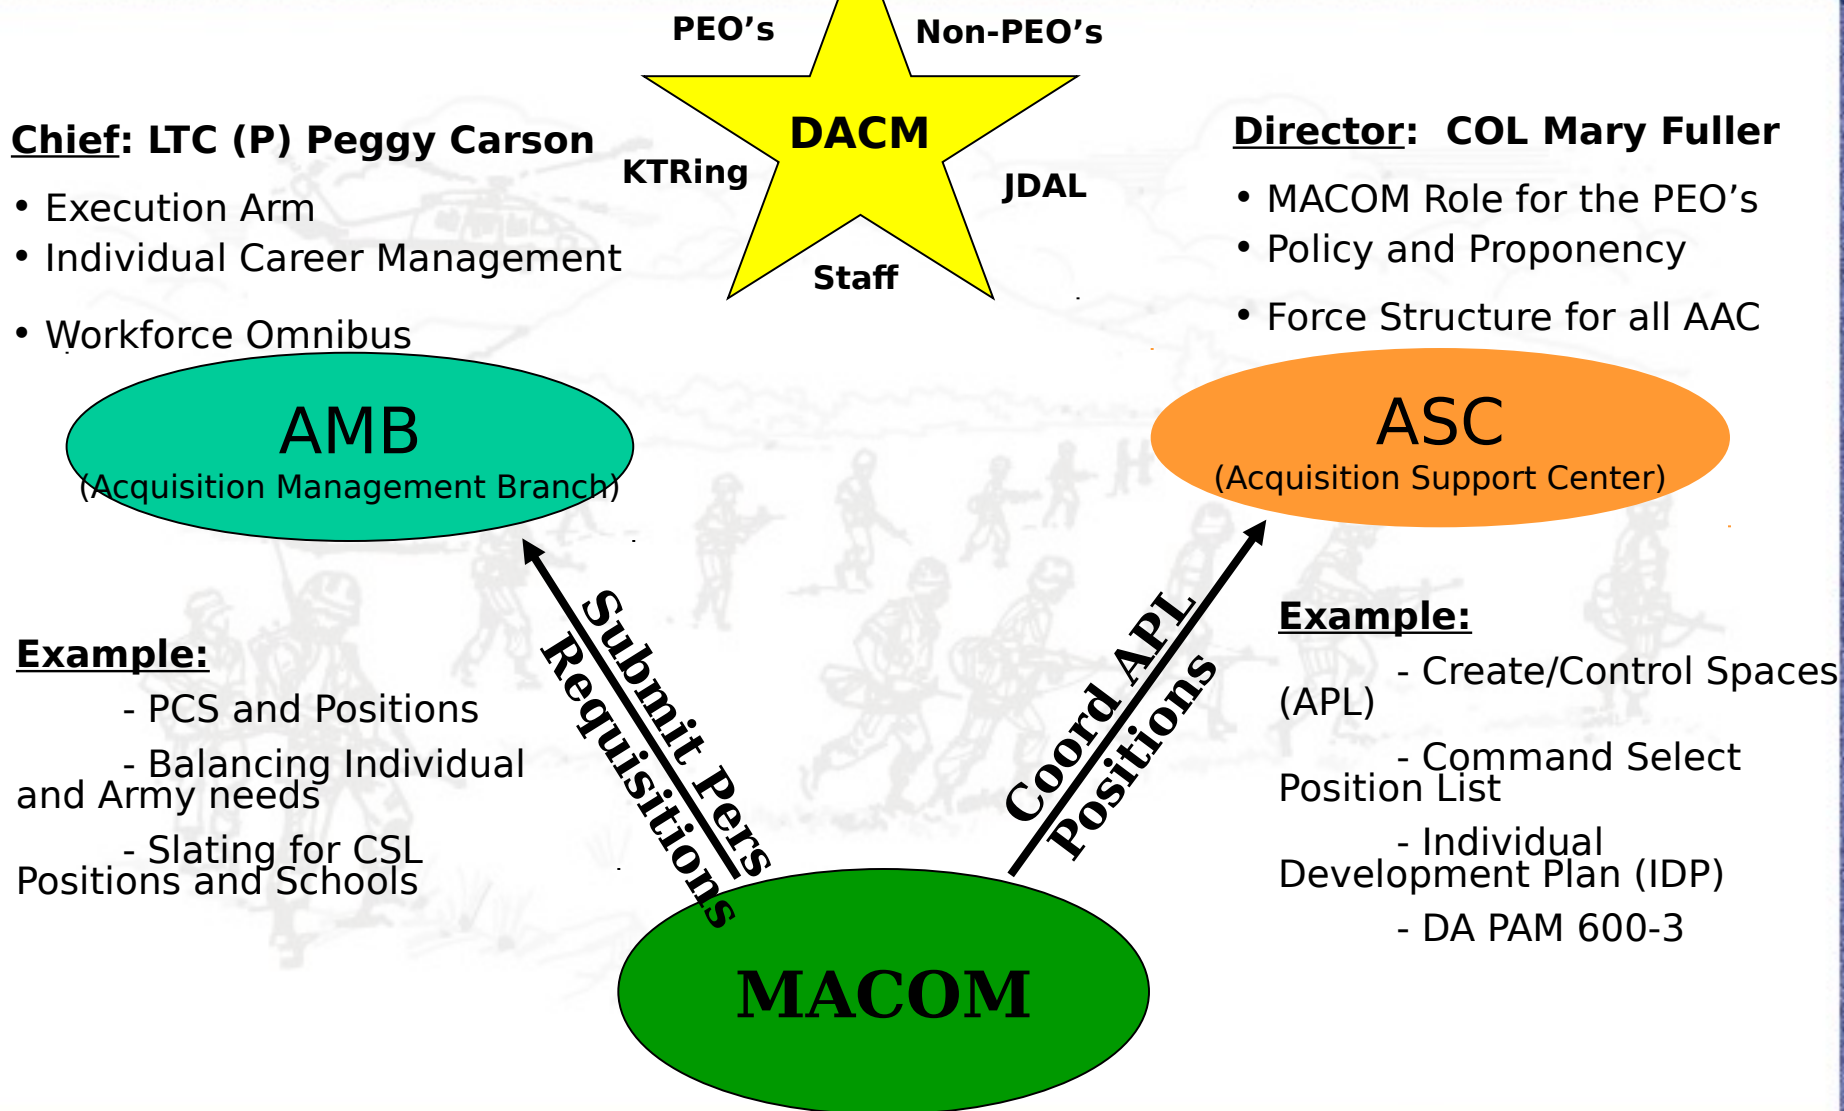 PEO’s
Non-PEO’s
DACM
KTRing
JDAL
Staff
Chief: LTC (P) Peggy Carson
• Execution Arm
• Individual Career Management
• Workforce Omnibus
AMB
(Acquisition Management Branch)
Director:  COL Mary Fuller
• MACOM Role for the PEO’s
• Policy and Proponency
• Force Structure for all AAC
ASC
(Acquisition Support Center)
Example:
- PCS and Positions
- Balancing Individual
and Army needs
- Slating for CSL
Positions and Schools
Submit Pers
Requisitions
Coord APL
Positions
Example:
- Create/Control Spaces
(APL)
- Command Select
Position List
- Individual
Development Plan (IDP)
- DA PAM 600-3
MACOM